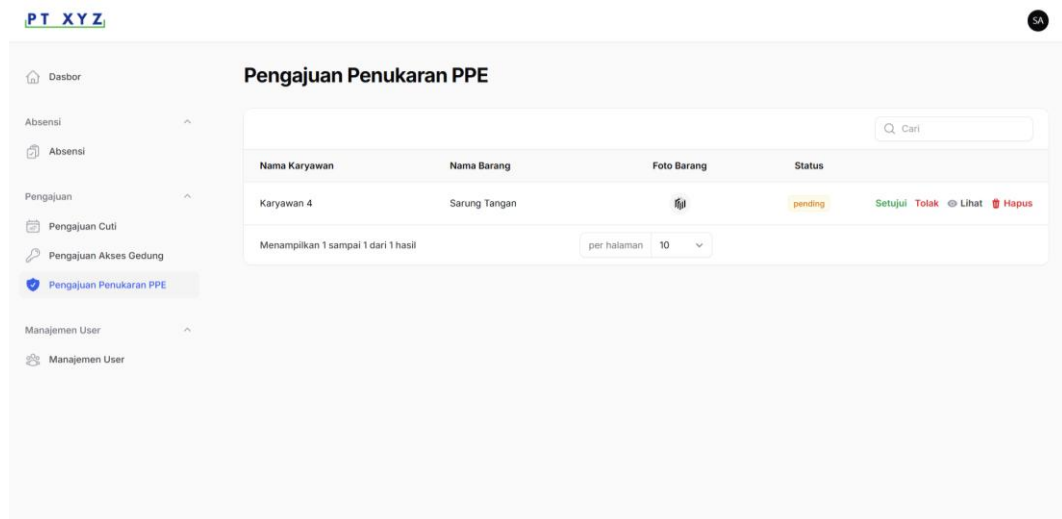 PT XYZ
SA
Dasbor
Absensi
Absensi
Pengajuan
Pengajuan Cuti
Pengajuan Akses Gedung
Pengajuan Penukaran PPE
Manajemen User
Manajemen User
Pengajuan Penukaran PPE
Cari
Nama Karyawan Nama Barang Foto Barang Status
Karyawan 4 Sarung Tangan pending Setujui Tolak Lihat Hapus
Menampilkan 1 sampai 1 dari 1 hasil per halaman 10